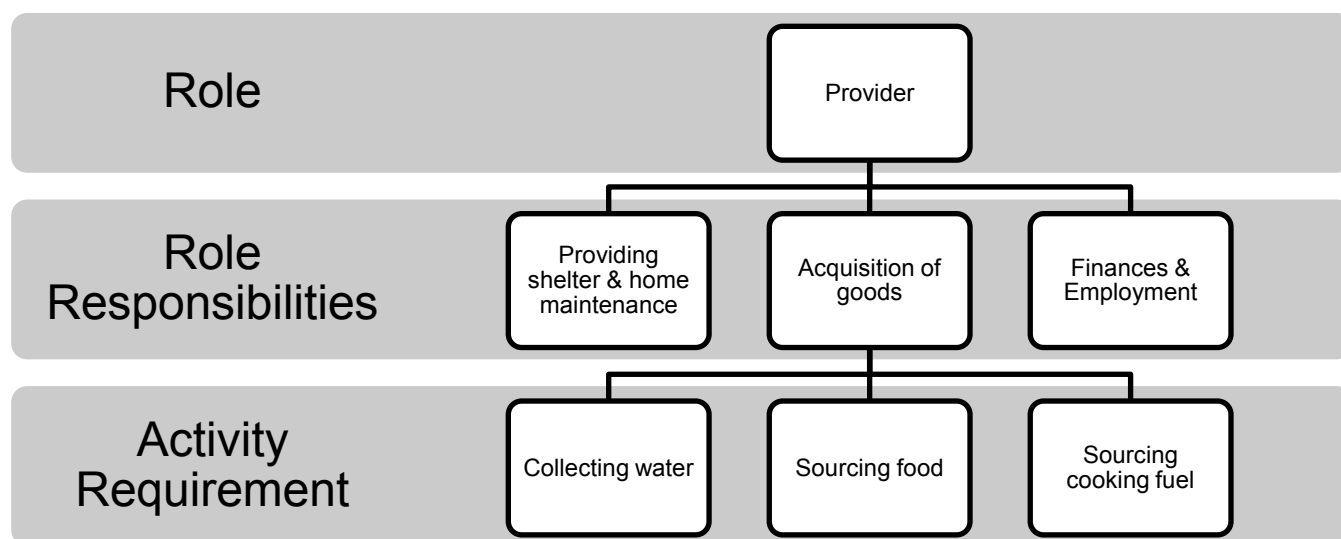 Role
Provider
Role
Responsibilities
Providing
shelter & home
maintenance
Acquisition of
goods
Finances &
Employment
Activity
Requirement
Collecting water
Sourcing food
Sourcing
cooking fuel